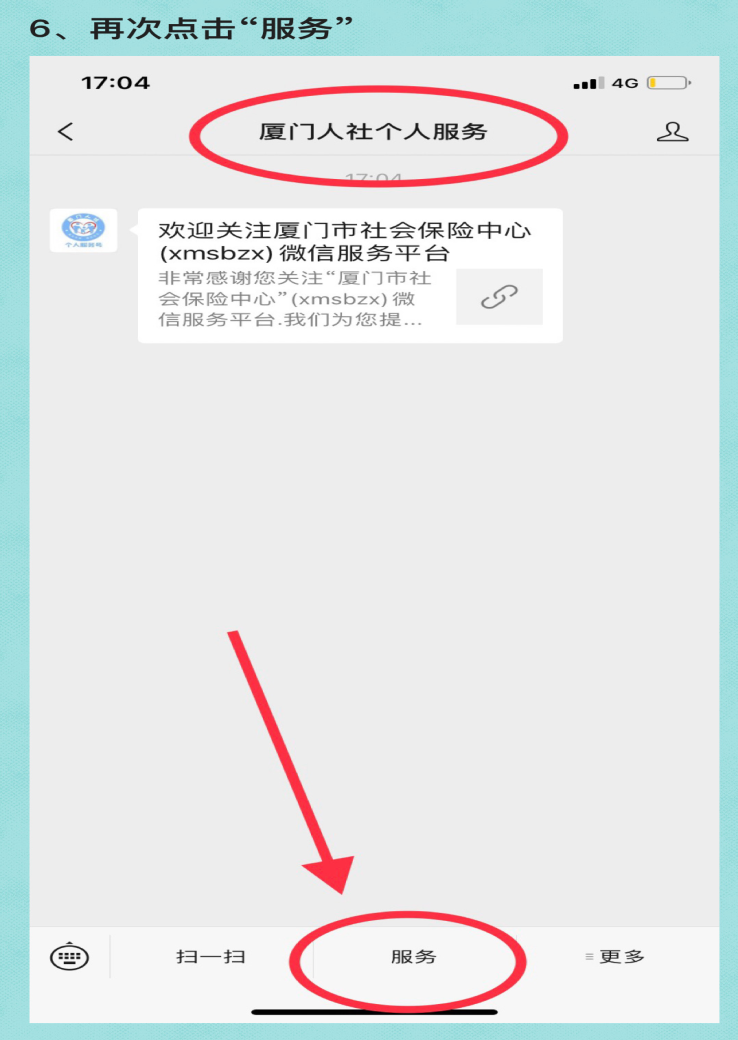 6、再次点击“服务”
17:04
4G
厦门人社个人服务
17:04
欢迎关注厦门市社会保险中心
(xmsbzx) 微信服务平台
非常感谢您关注“厦门市社
会保险中心”(xmsbzx) 微
信服务平台.我们为您提...
扫一扫
服务
≡更多